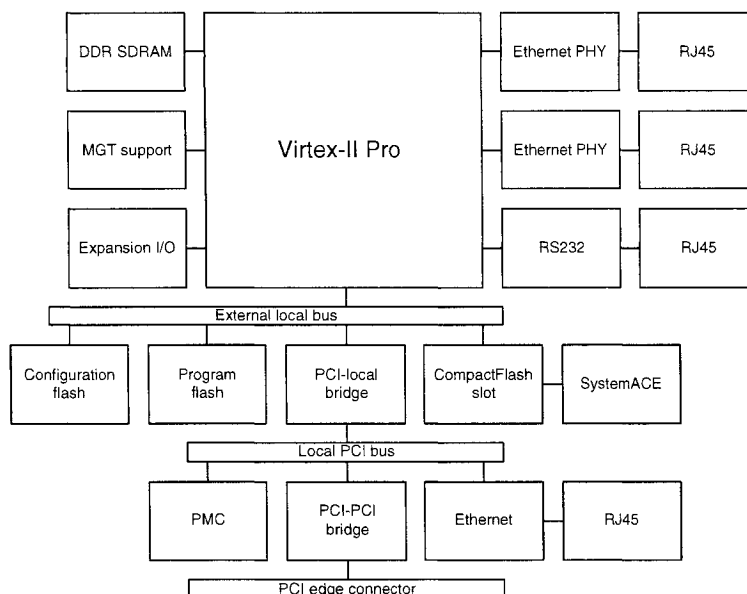 DDR SDRAM
Ethernet PHY
RJ45
MGT support
Virtex-II Pro
Ethernet PHY
RJ45
Expansion I/O
RS232
RJ45
External local bus
Configuration
flash
Program
flash
PCI-local
bridge
CompactFlash
slot
SystemACE
Local PCI bus
PMC
PCI-PCI
bridge
Ethernet
RJ45
PCI edge connector